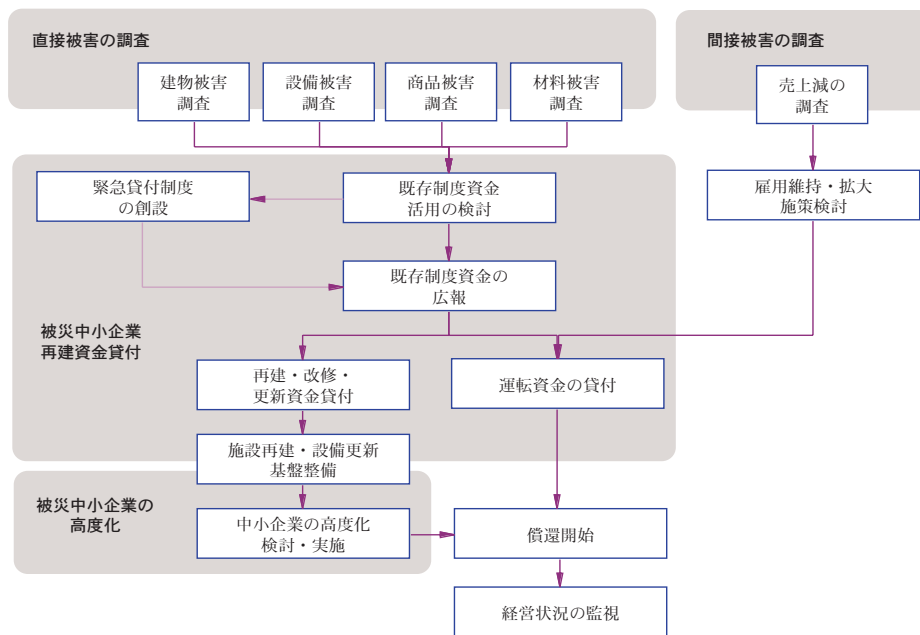 直接被害の調査
間接被害の調査
建物被害
調査
設備被害
調査
商品被害
調査
材料被害
調査
売上減の
調査
緊急貸付制度
の創設
既存制度資金
活用の検討
雇用維持・拡大
施策検討
既存制度資金の
広報
被災中小企業
再建資金貸付
再建・改修・
更新資金貸付
運転資金の貸付
施設再建・設備更新
基盤整備
被災中小企業の
高度化
中小企業の高度化
検討・実施
償還開始
経営状況の監視